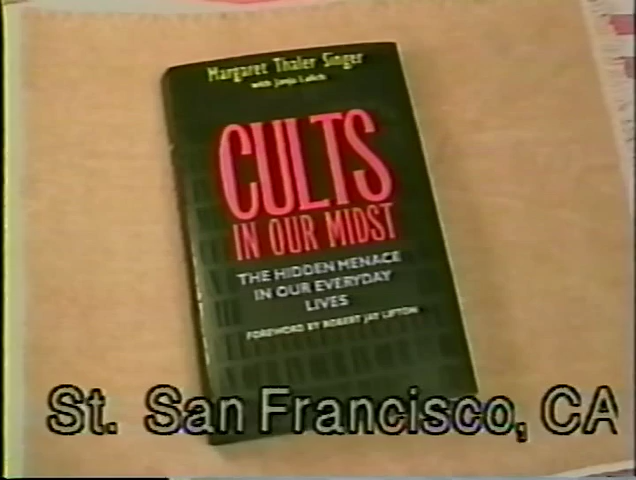 Margaret Thaler Singer
with Janja Lalich
CULTS
IN OUR MIDST
THE HIDDEN MENACE
IN OUR EVERYDAY
LIVES
FOREWORD BY ROBERT JAY LIFTON
St. San Francisco, CA